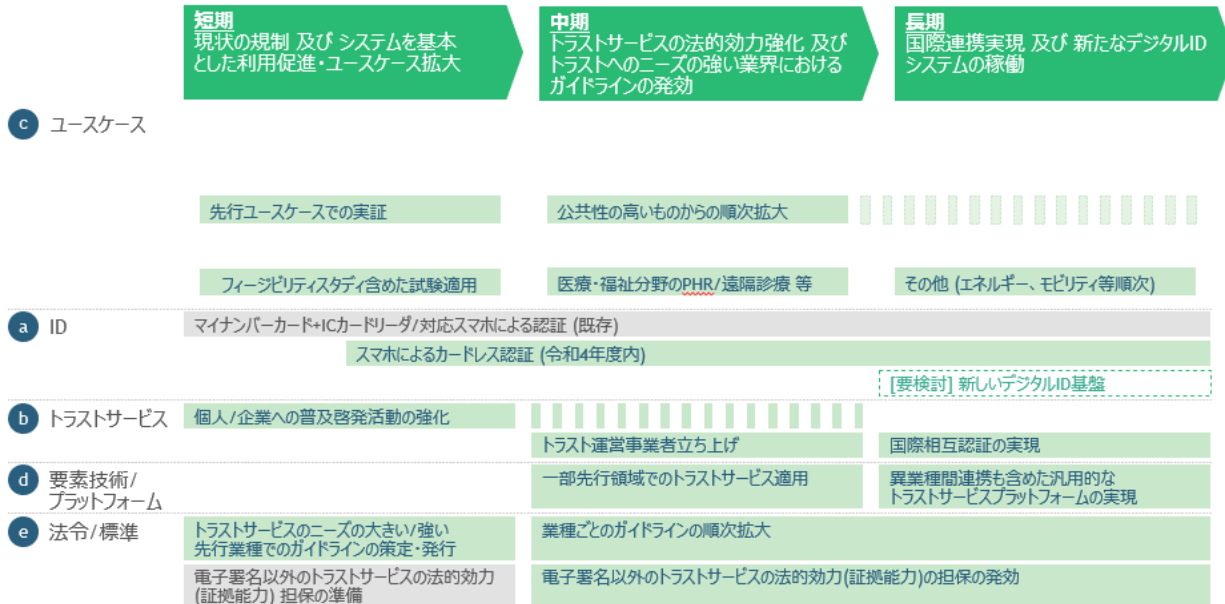 短期
現状の規制 及び システムを基本
とした利用促進・ユースケース拡大
中期
トラストサービスの法的効力強化 及び
トラストへのニーズの強い業界における
ガイドラインの発効
長期
国際連携実現 及び 新たなデジタルID
システムの稼働
c ユースケース
先行ユースケースでの実証
公共性の高いものからの順次拡大
フィージビリティスタディ含めた試験適用
医療・福祉分野のPHR/遠隔診療 等
その他 (エネルギー、モビリティ等順次)
a ID
マイナンバーカード+ICカードリーダ/対応スマホによる認証 (既存)
スマホによるカードレス認証 (令和4年度内)
[要検討] 新しいデジタルID基盤
b トラストサービス
個人/企業への普及啓発活動の強化
トラスト運営事業者立ち上げ
国際相互認証の実現
d 要素技術/
プラットフォーム
一部先行領域でのトラストサービス適用
異業種間連携も含めた汎用的な
トラストサービスプラットフォームの実現
e 法令/標準
トラストサービスのニーズの大きい/強い
先行業種でのガイドラインの策定・発行
業種ごとのガイドラインの順次拡大
電子署名以外のトラストサービスの法的効力
(証拠能力) 担保の準備
電子署名以外のトラストサービスの法的効力(証拠能力)の担保の発効